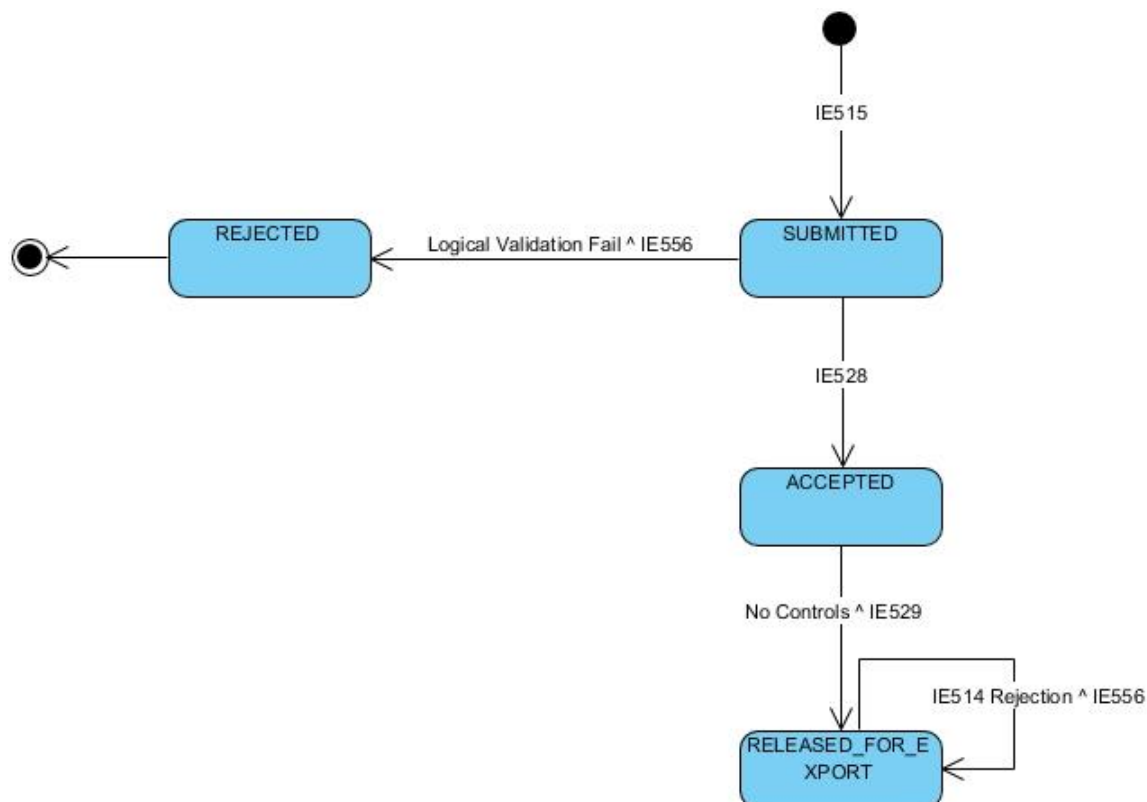 IE515
REJECTED
Logical Validation Fail ^ IE556
SUBMITTED
IE528
ACCEPTED
No Controls ^ IE529
IE514 Rejection ^ IE556
RELEASED_FOR_E
XPORT